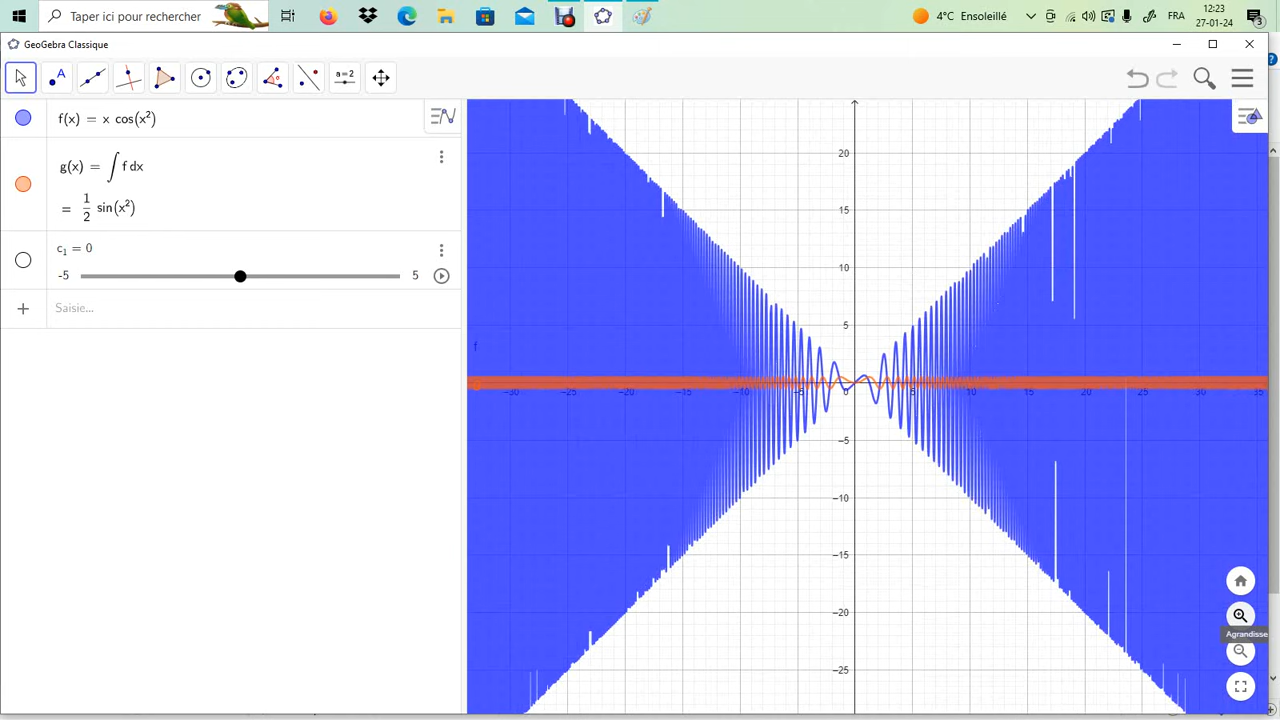 Taper ici pour rechercher
4°C Ensoleillé
FRA
12:23
27-01-24
3
GeoGebra Classique
A
a=2
f(x) = x cos(x²)
g(x) = ∫ f dx
= 1/2 sin(x²)
c₁ = 0
-5
5
Saisie...
f
20
15
10
5
−30
−25
−20
−15
−10
−5
0
5
10
15
20
25
30
35
−5
−10
−15
−20
−25
Agrandisse